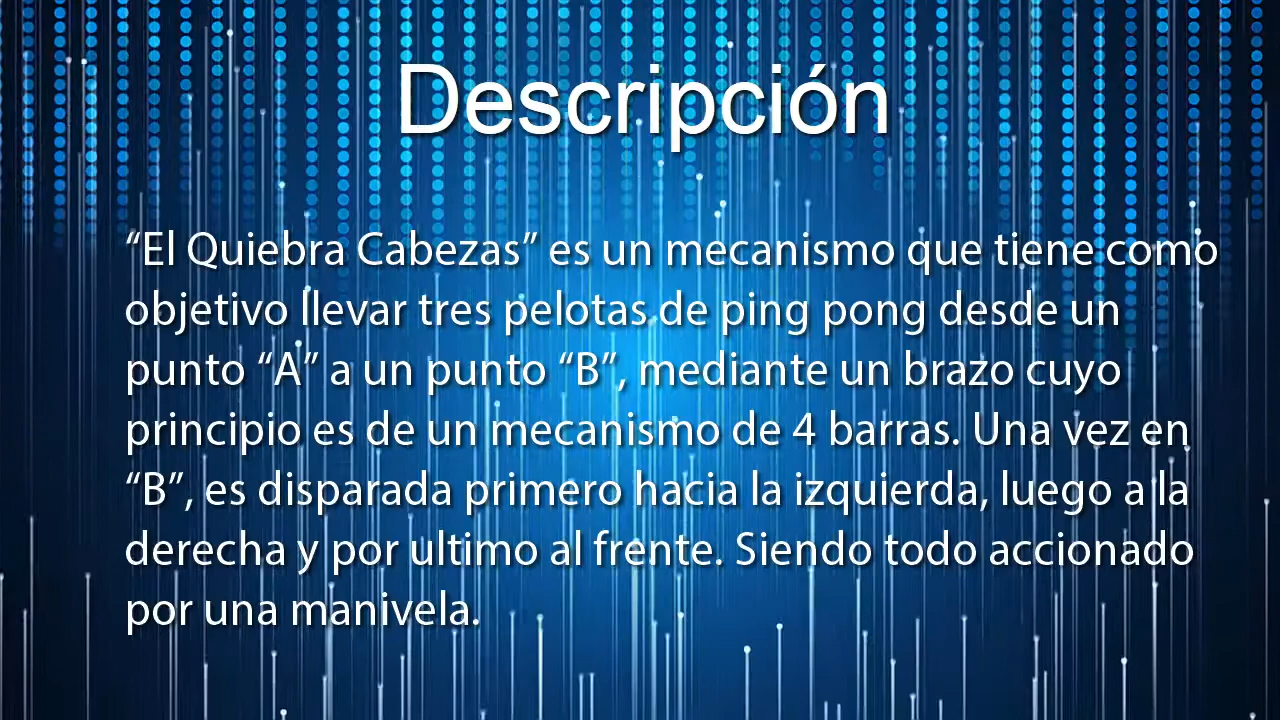 Descripción
“El Quiebra Cabezas” es un mecanismo que tiene como
objetivo llevar tres pelotas de ping pong desde un
punto “A” a un punto “B”, mediante un brazo cuyo
principio es de un mecanismo de 4 barras. Una vez en
“B”, es disparada primero hacia la izquierda, luego a la
derecha y por ultimo al frente. Siendo todo accionado
por una manivela.